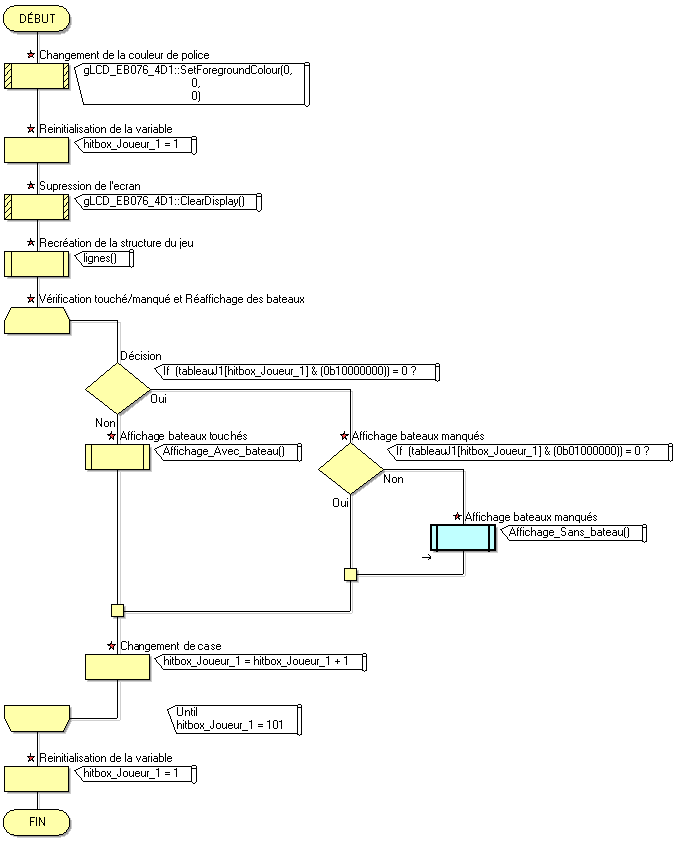 DÉBUT
Changement de la couleur de police
gLCD_EB076_4D1::SetForegroundColour(0,
0,
0)
Reinitialisation de la variable
hitbox_Joueur_1 = 1
Supression de l'ecran
gLCD_EB076_4D1::ClearDisplay()
Recréation de la structure du jeu
lignes()
Vérification touché/manqué et Réaffichage des bateaux
Décision
If (tableauJ1[hitbox_Joueur_1] & (0b10000000)) = 0 ?
Oui
Non
Affichage bateaux touchés
Affichage_Avec_bateau()
Affichage bateaux manqués
If (tableauJ1[hitbox_Joueur_1] & (0b01000000)) = 0 ?
Non
Oui
Affichage bateaux manqués
Affichage_Sans_bateau()
Changement de case
hitbox_Joueur_1 = hitbox_Joueur_1 + 1
Until
hitbox_Joueur_1 = 101
Reinitialisation de la variable
hitbox_Joueur_1 = 1
FIN